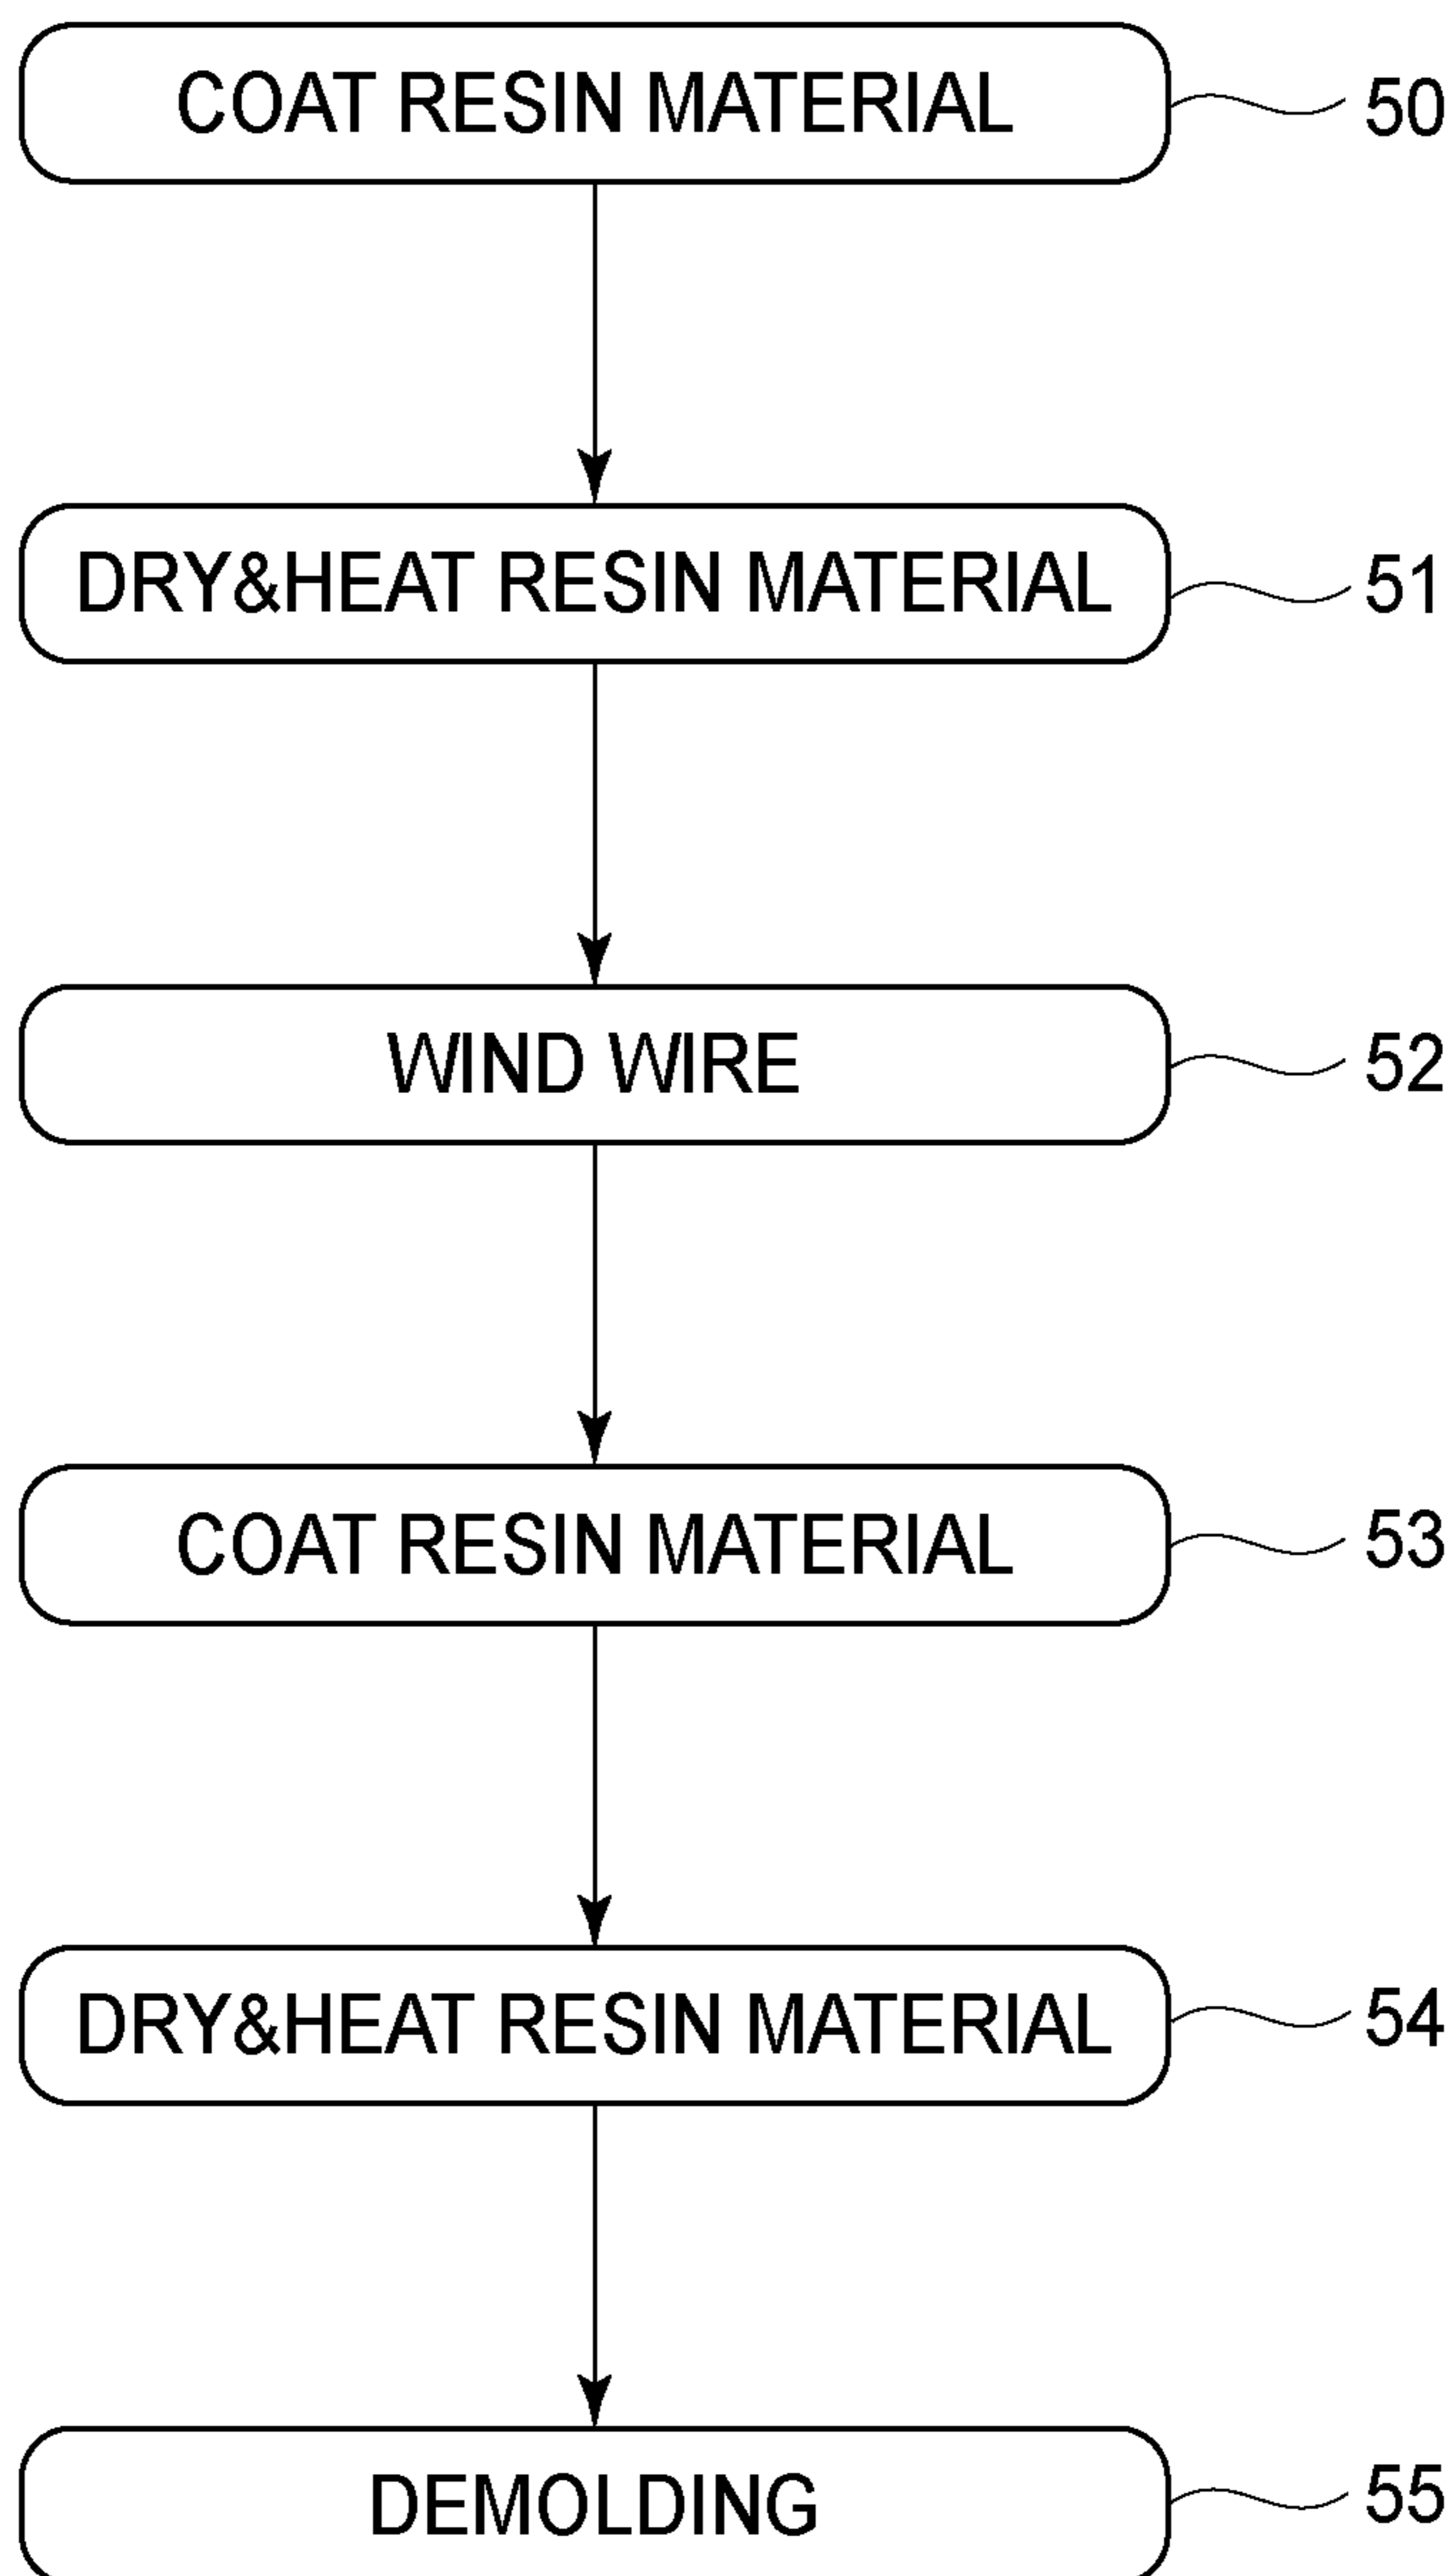 COAT RESIN MATERIAL 50
DRY&HEAT RESIN MATERIAL 51
WIND WIRE 52
COAT RESIN MATERIAL 53
DRY&HEAT RESIN MATERIAL 54
DEMOLDING 55